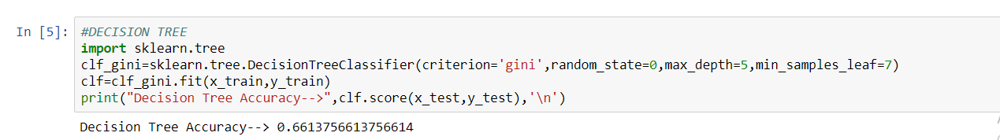 In [5]: #DECISION TREE
import sklearn.tree
clf_gini=sklearn.tree.DecisionTreeClassifier(criterion='gini',random_state=0,max_depth=5,min_samples_leaf=7)
clf=clf_gini.fit(x_train,y_train)
print("Decision Tree Accuracy-->",clf.score(x_test,y_test),'\n')
Decision Tree Accuracy--> 0.6613756613756614